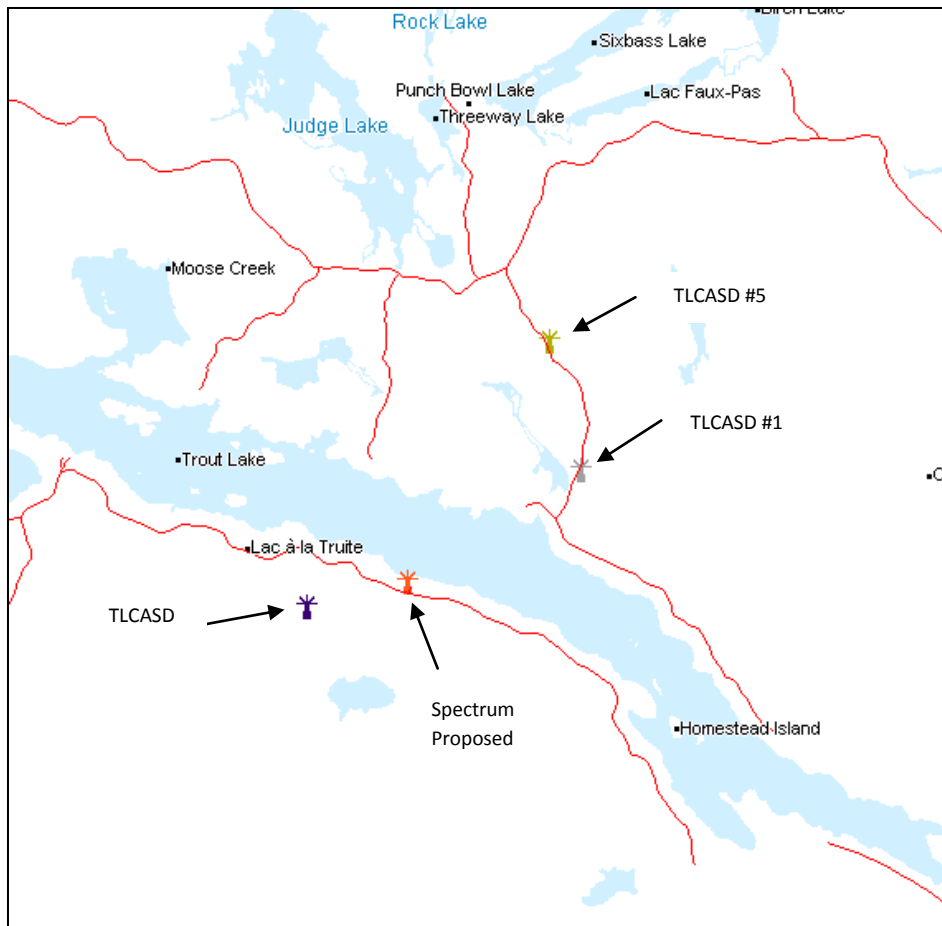 Birch Lake
Rock Lake
Sixbass Lake
Punch Bowl Lake
Lac Faux-Pas
Threeway Lake
Judge Lake
Moose Creek
TLCASD #5
TLCASD #1
Trout Lake
Lac à la Truite
TLCASD
Spectrum
Proposed
Homestead Island